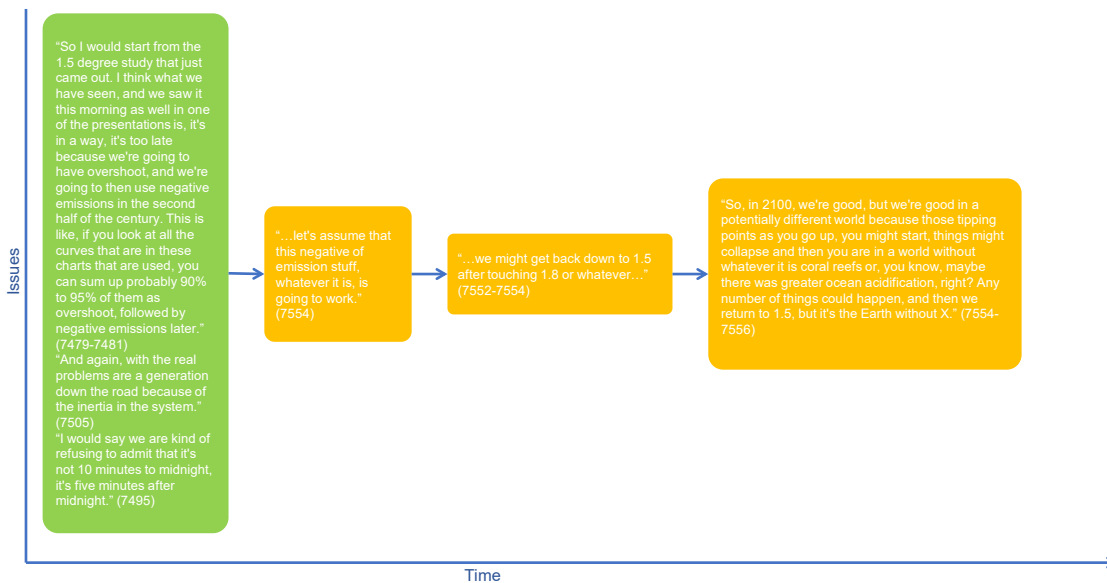 Issues
“So I would start from the
1.5 degree study that just
came out. I think what we
have seen, and we saw it
this morning as well in one
of the presentations is, it's
in a way, it's too late
because we're going to
have overshoot, and we're
going to then use negative
emissions in the second
half of the century. This is
like, if you look at all the
curves that are in these
charts that are used, you
can sum up probably 90%
to 95% of them as
overshoot, followed by
negative emissions later.”
(7479-7481)
“And again, with the real
problems are a generation
down the road because of
the inertia in the system.”
(7505)
“I would say we are kind of
refusing to admit that it's
not 10 minutes to midnight,
it's five minutes after
midnight.” (7495)
“…let's assume that
this negative of
emission stuff,
whatever it is, is
going to work.”
(7554)
“…we might get back down to 1.5
after touching 1.8 or whatever…”
(7552-7554)
“So, in 2100, we're good, but we're good in a
potentially different world because those tipping
points as you go up, you might start, things might
collapse and then you are in a world without
whatever it is coral reefs or, you know, maybe
there was greater ocean acidification, right? Any
number of things could happen, and then we
return to 1.5, but it's the Earth without X.” (7554-
7556)
Time